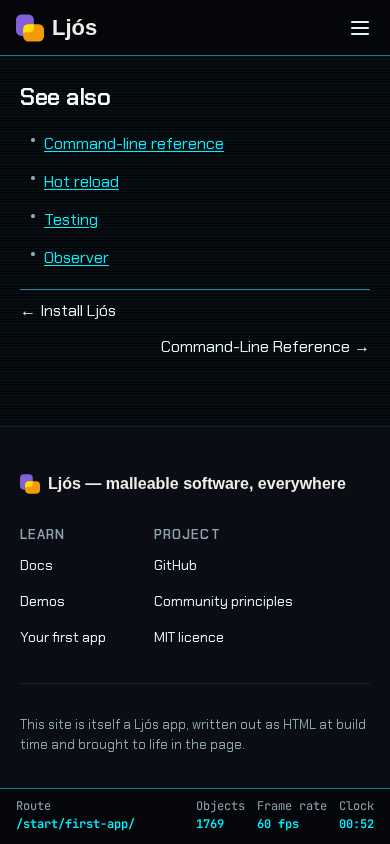 Ljós
See also
• Command-line reference
• Hot reload
• Testing
• Observer
← Install Ljós
Command-Line Reference →
Ljós — malleable software, everywhere
LEARN
Docs
Demos
Your first app
PROJECT
GitHub
Community principles
MIT licence
This site is itself a Ljós app, written out as HTML at build
time and brought to life in the page.
Route
/start/first-app/
Objects
1769
Frame rate
60 fps
Clock
00:52